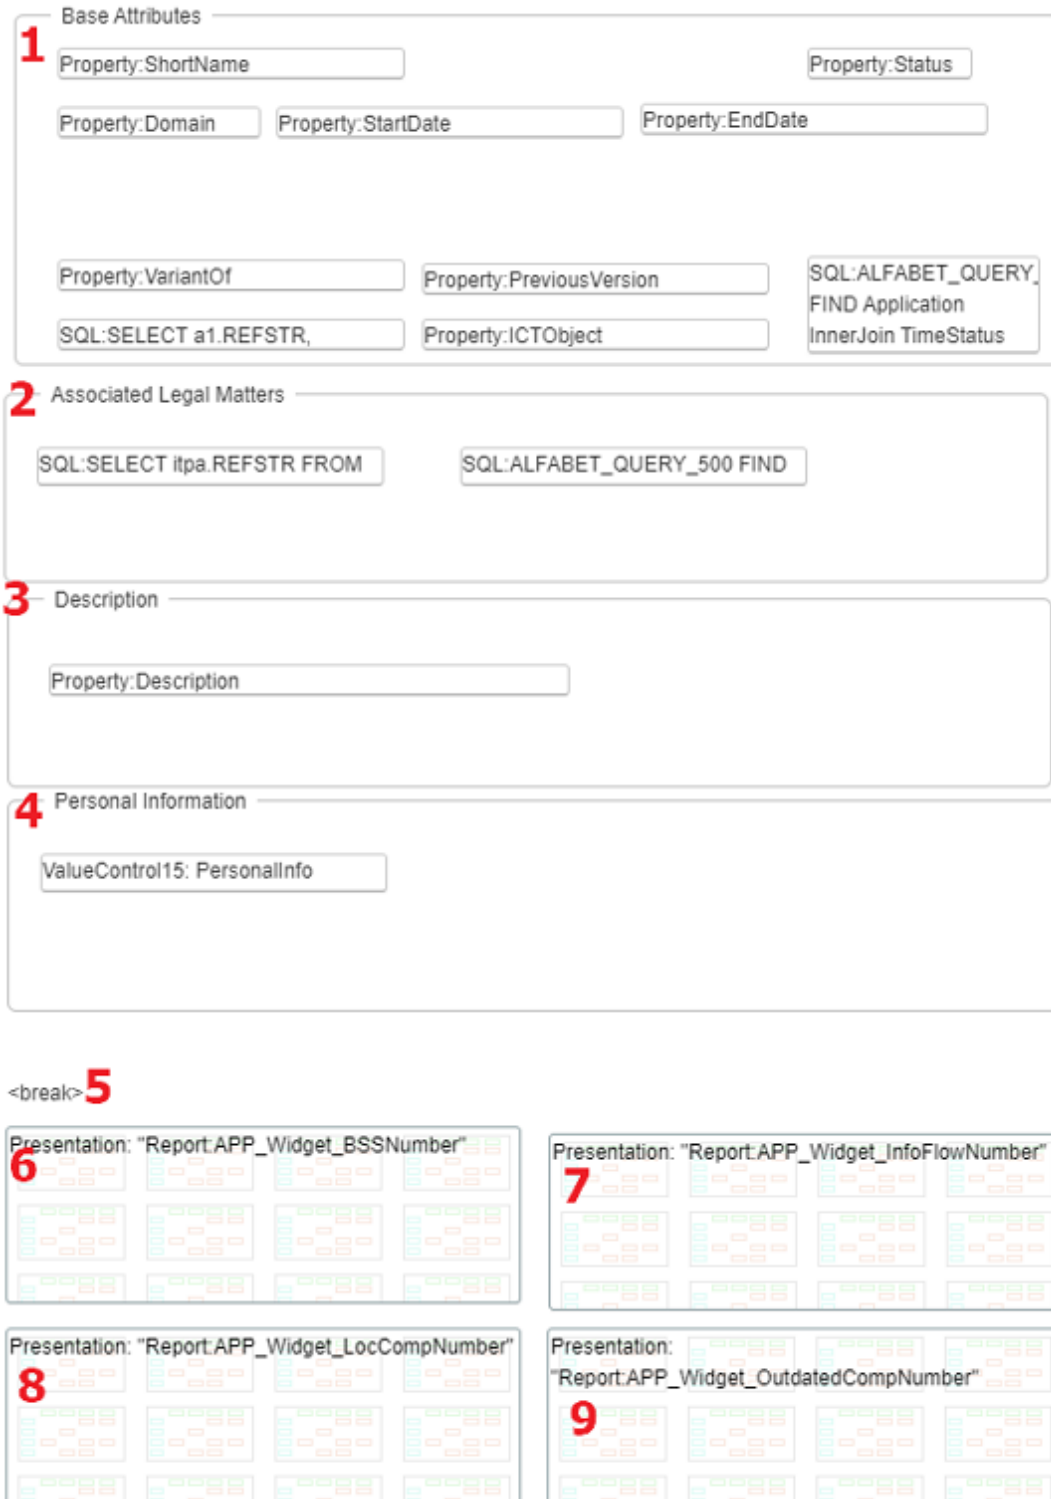 Base Attributes
1
Property:ShortName
Property:Status
Property:Domain
Property:StartDate
Property:EndDate
Property:VariantOf
Property:PreviousVersion
SQL:ALFABET_QUERY_
FIND Application
InnerJoin TimeStatus
SQL:SELECT a1.REFSTR,
Property:ICTObject
2
Associated Legal Matters
SQL:SELECT itpa.REFSTR FROM
SQL:ALFABET_QUERY_500 FIND
3
Description
Property:Description
4
Personal Information
ValueControl15: PersonalInfo
<break>
5
Presentation: "Report:APP_Widget_BSSNumber"
6
Presentation: "Report:APP_Widget_InfoFlowNumber"
7
Presentation: "Report:APP_Widget_LocCompNumber"
8
Presentation:
"Report:APP_Widget_OutdatedCompNumber"
9